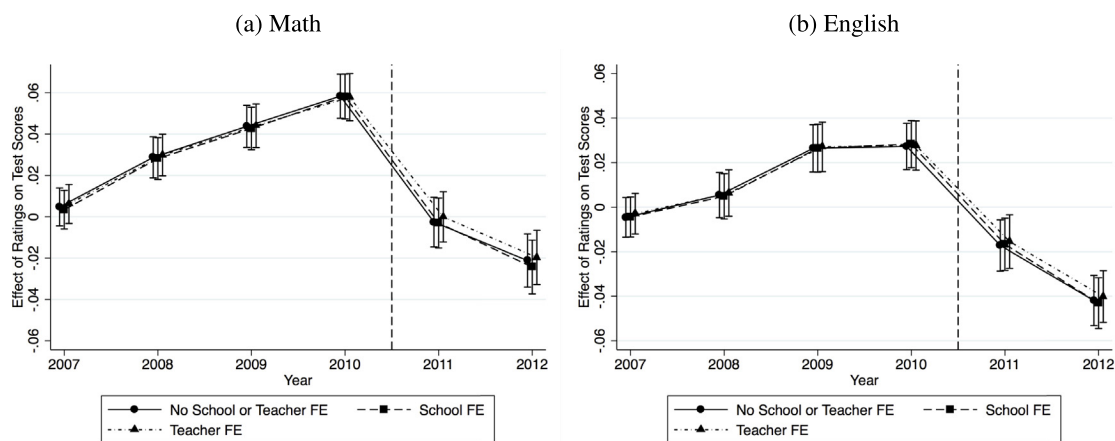 (a) Math
Effect of Ratings on Test Scores
.06
.04
.02
0
-.02
-.04
-.06
2007 2008 2009 2010 2011 2012
Year
No School or Teacher FE School FE
Teacher FE
(b) English
Effect of Ratings on Test Scores
.06
.04
.02
0
-.02
-.04
-.06
2007 2008 2009 2010 2011 2012
Year
No School or Teacher FE School FE
Teacher FE